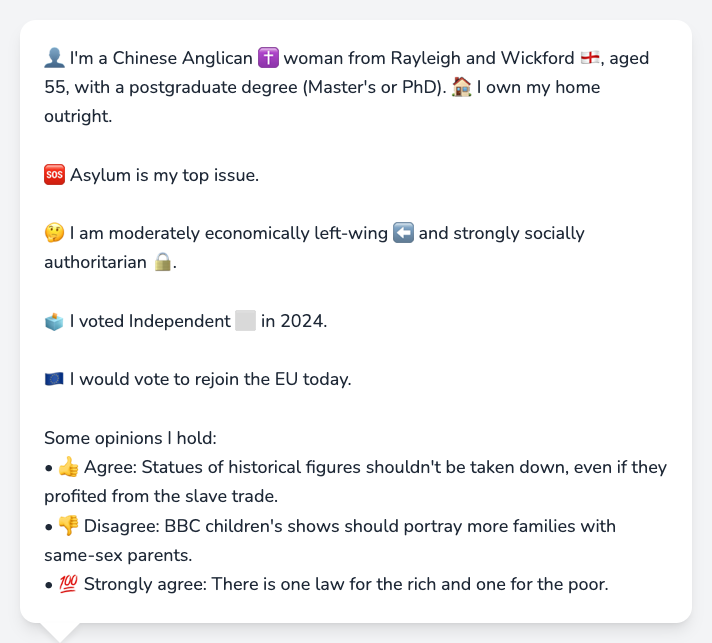 👤 I'm a Chinese Anglican ✝️ woman from Rayleigh and Wickford 🏴󠁧󠁢󠁥󠁮󠁧󠁿, aged
55, with a postgraduate degree (Master's or PhD). 🏠 I own my home
outright.
🆘 Asylum is my top issue.
🤔 I am moderately economically left-wing ⬅️ and strongly socially
authoritarian 🔒.
🗳️ I voted Independent ⬜ in 2024.
🇪🇺 I would vote to rejoin the EU today.
Some opinions I hold:
• 👍 Agree: Statues of historical figures shouldn't be taken down, even if they
profited from the slave trade.
• 👎 Disagree: BBC children's shows should portray more families with
same-sex parents.
• 💯 Strongly agree: There is one law for the rich and one for the poor.